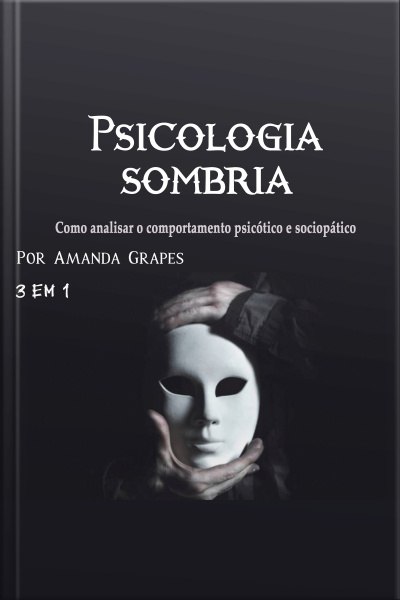 Psicologia
sombria
Como analisar o comportamento psicótico e sociopático
Por Amanda Grapes
3 em 1